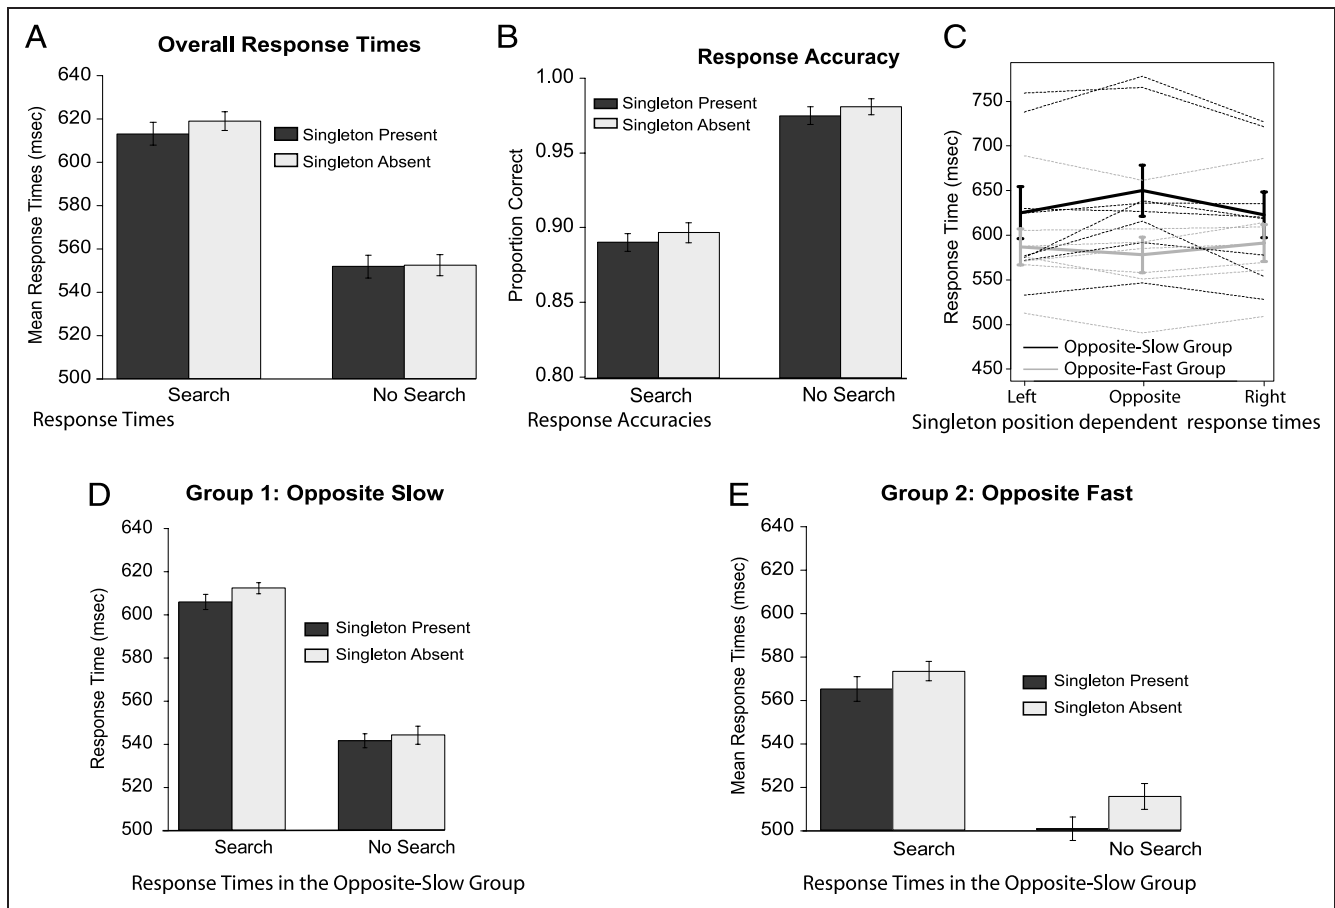 A
Overall Response Times
Mean Response Times (msec)
640
620
600
580
560
540
520
500
Singleton Present
Singleton Absent
Search
No Search
Response Times
B
Response Accuracy
Proportion Correct
1.00
0.95
0.90
0.85
0.80
Singleton Present
Singleton Absent
Search
No Search
Response Accuracies
C
Response Time (msec)
750
700
650
600
550
500
450
Opposite-Slow Group
Opposite-Fast Group
Left
Opposite
Right
Singleton position dependent response times
D
Group 1: Opposite Slow
Response Time (msec)
640
620
600
580
560
540
520
500
Singleton Present
Singleton Absent
Search
No Search
Response Times in the Opposite-Slow Group
E
Group 2: Opposite Fast
Mean Response Times (msec)
640
620
600
580
560
540
520
500
Singleton Present
Singleton Absent
Search
No Search
Response Times in the Opposite-Slow Group